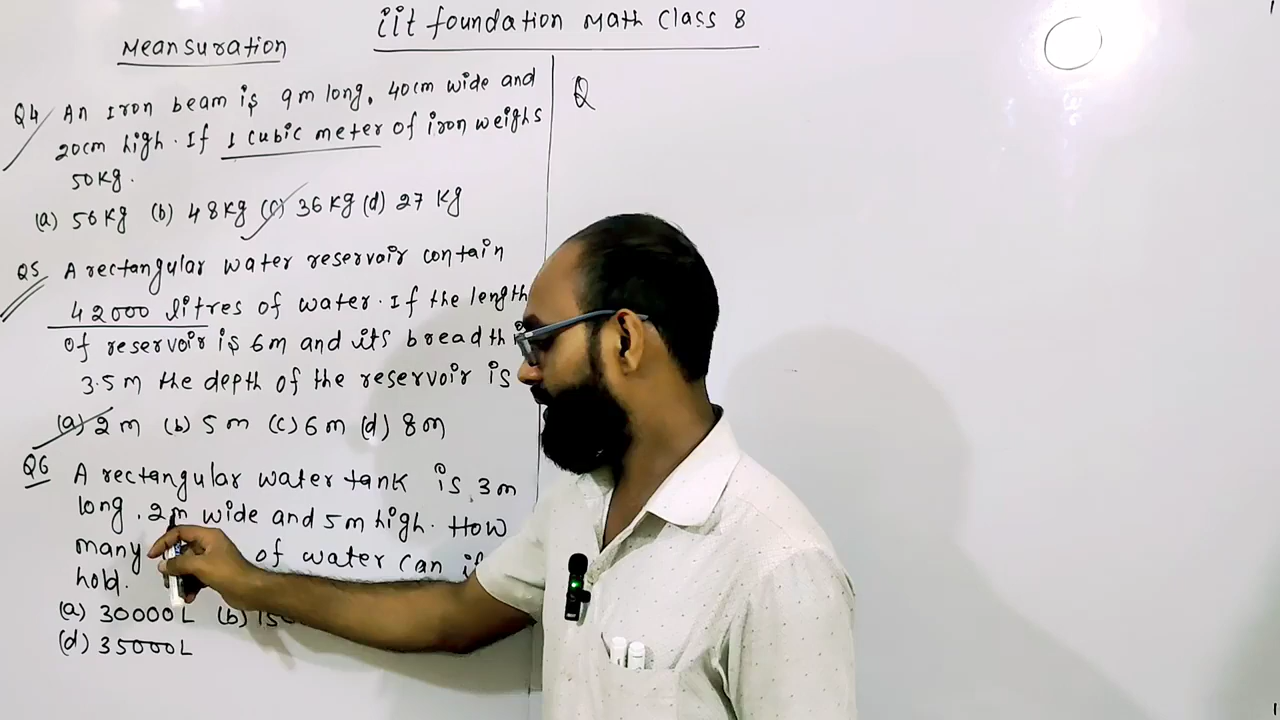 iit foundation Math Class 8
Meansuration
Q4 An Iron beam is 9m long, 40cm wide and
20cm high. If 1 cubic meter of iron weighs
50kg.
(a) 56kg (b) 48kg (c) 36kg (d) 27 kg
Q5 A rectangular water reservoir contain
42000 litres of water. If the length
of reservoir is 6m and its breadth
3.5 m the depth of the reservoir is
(a) 2m (b) 5m (c) 6m (d) 8m
Q6 A rectangular water tank is 3m
long, 2m wide and 5m high. How
many of water can
hold.
(a) 30000L (b)
(d) 35000L
Q